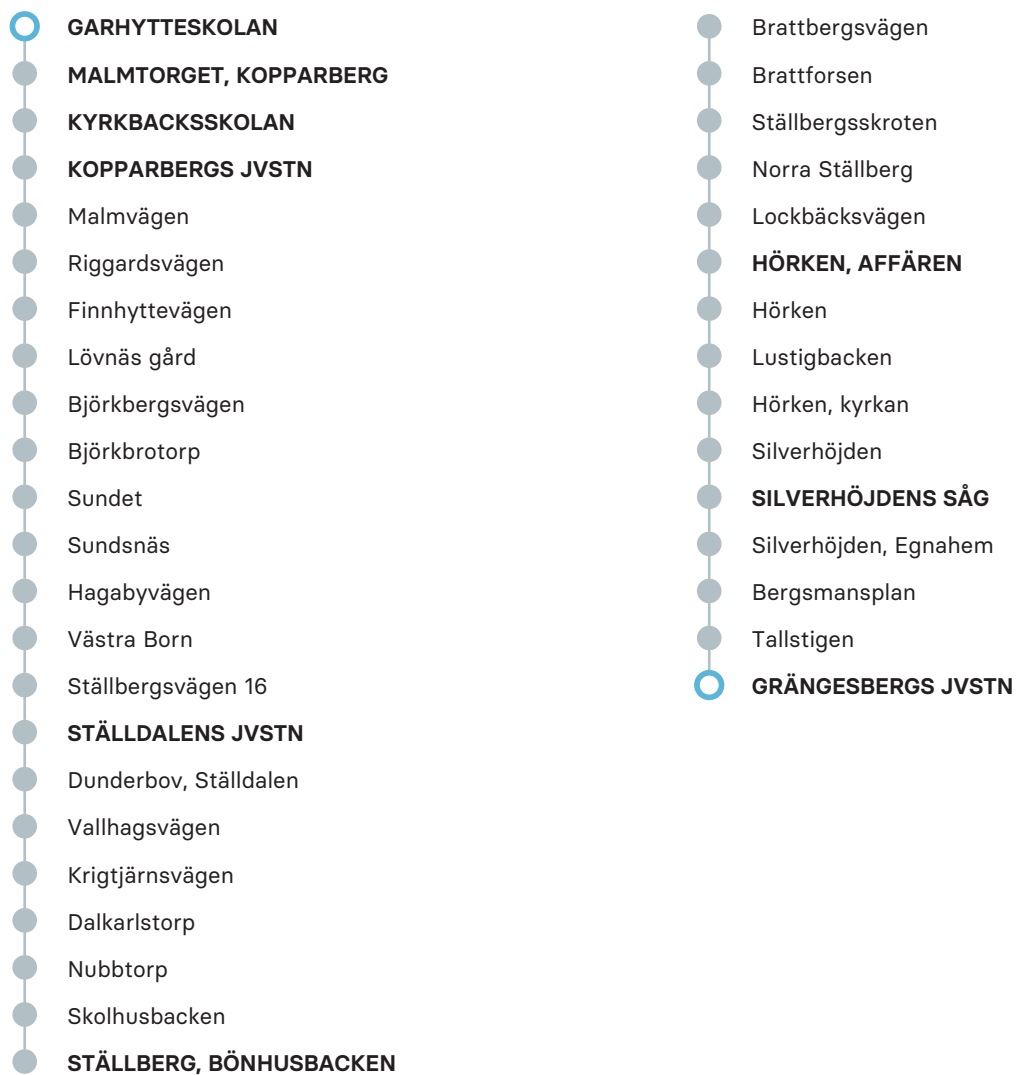 GARHYTTESKOLAN
MALMTORGET, KOPPARBERG
KYRKBACKSSKOLAN
KOPPARBERGS JVSTN
Malmvägen
Riggardsvägen
Finnhyttevägen
Lövnäs gård
Björkbergsvägen
Björkbrotorp
Sundet
Sundsnäs
Hagabyvägen
Västra Born
Ställbergsvägen 16
STÄLLDALENS JVSTN
Dunderbov, Ställdalen
Vallhagsvägen
Krigtjärnsvägen
Dalkarlstorp
Nubbtorp
Skolhusbacken
STÄLLBERG, BÖNHUSBACKEN
Brattbergsvägen
Brattforsen
Ställbergsskroten
Norra Ställberg
Lockbäcksvägen
HÖRKEN, AFFÄREN
Hörken
Lustigbacken
Hörken, kyrkan
Silverhöjden
SILVERHÖJDENS SÅG
Silverhöjden, Egnahem
Bergsmansplan
Tallstigen
GRÄNGESBERGS JVSTN